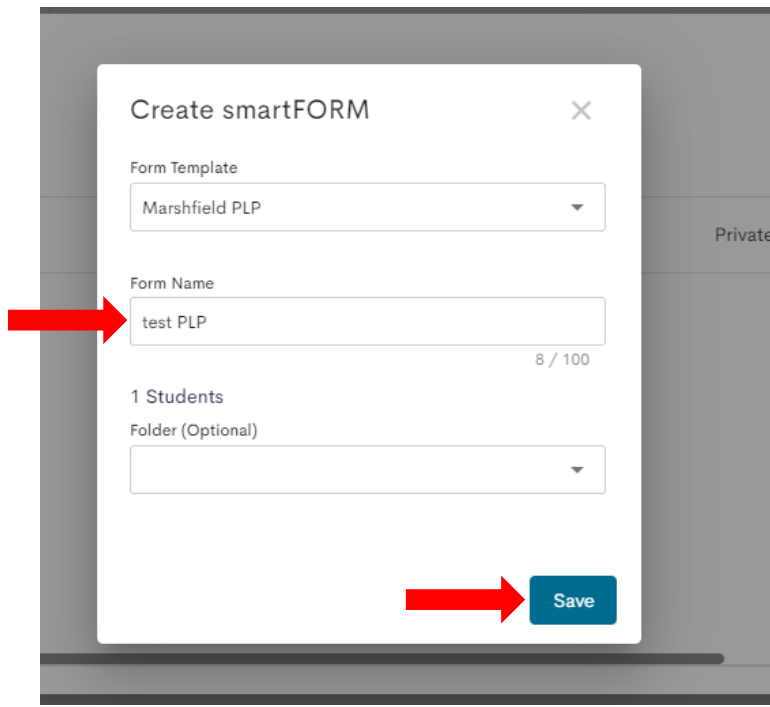 Create smartFORM
Form Template
Marshfield PLP
Private
Form Name
test PLP
8 / 100
1 Students
Folder (Optional)
Save